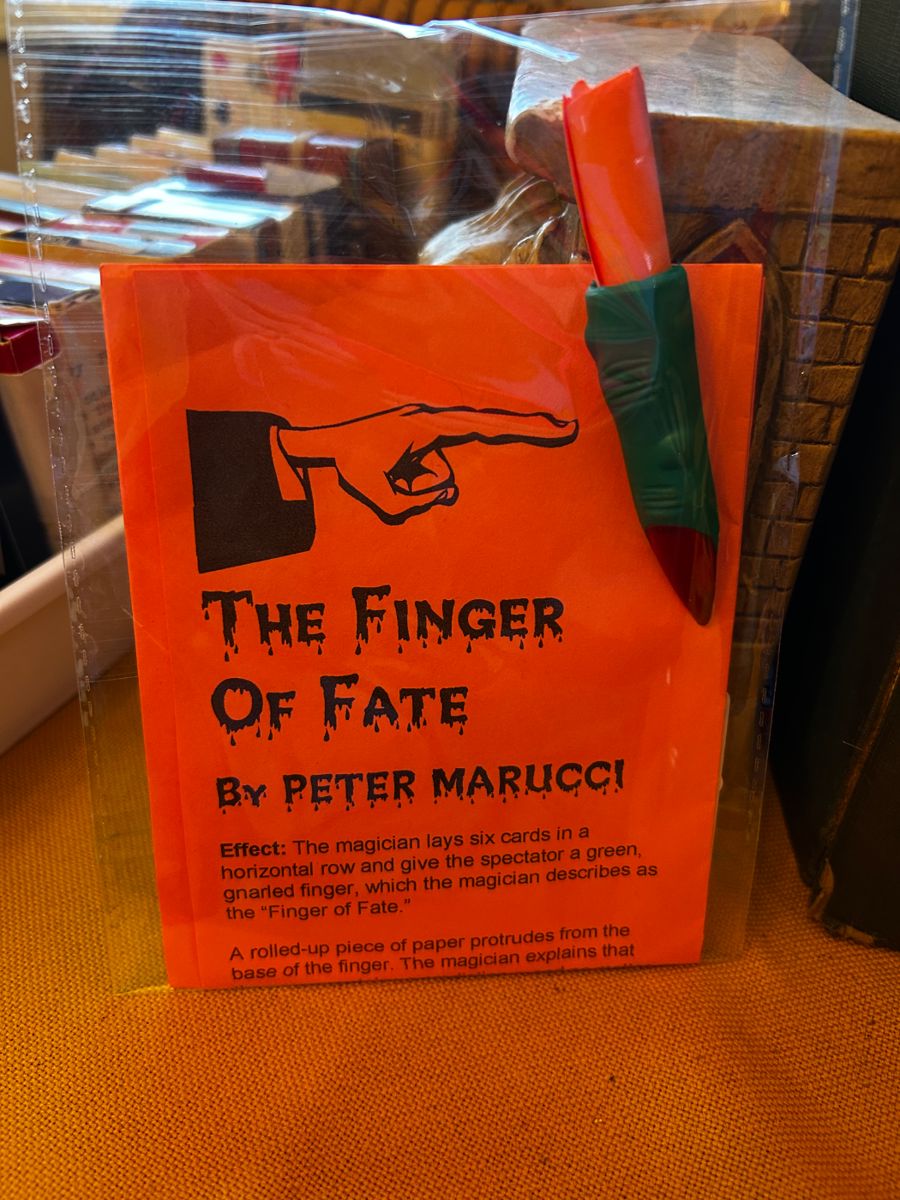 The Finger
Of Fate
By PETER MARUCCI
Effect: The magician lays six cards in a
horizontal row and give the spectator a green,
gnarled finger, which the magician describes as
the “Finger of Fate.”
A rolled-up piece of paper protrudes from the
base of the finger. The magician explains that